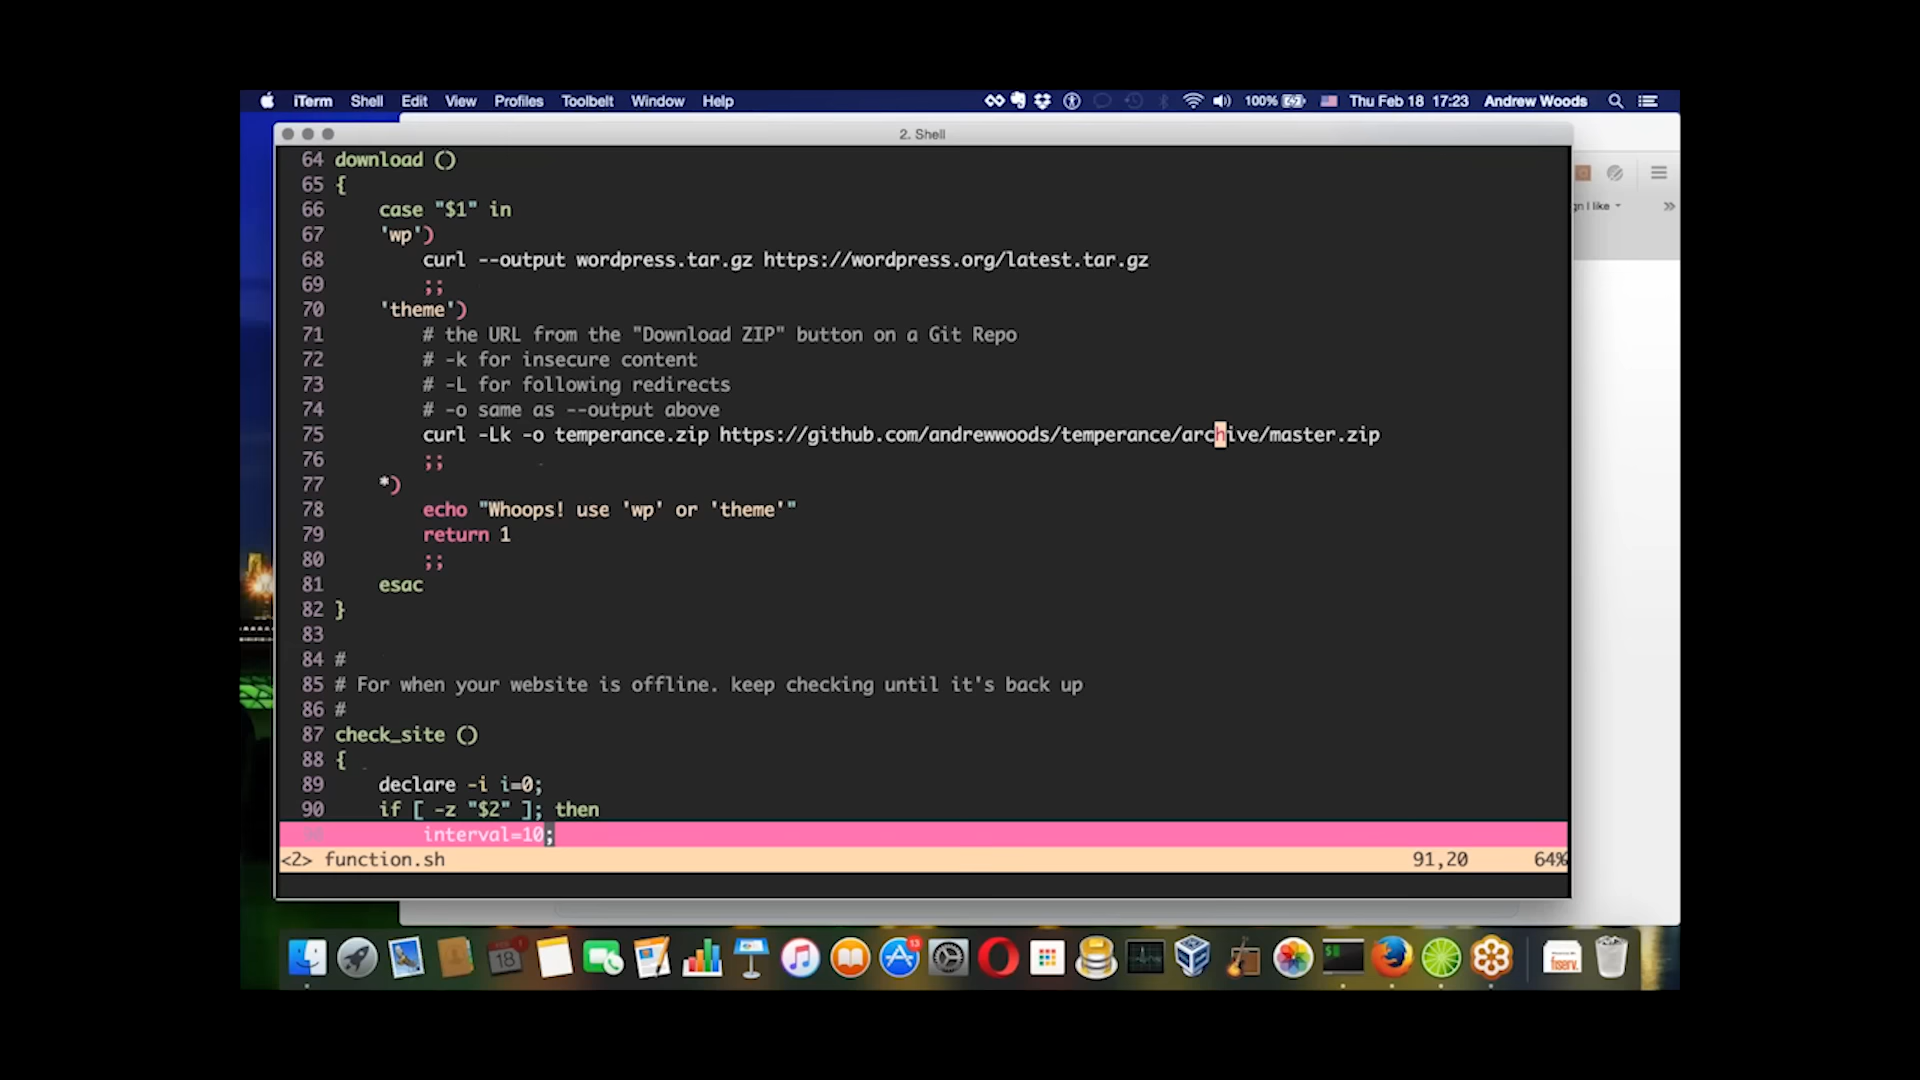 iTerm Shell Edit View Profiles Toolbelt Window Help 100% Thu Feb 18 17:23 Andrew Woods
2. Shell
gn I like
64 download ()
65 {
66 case "$1" in
67 'wp')
68 curl --output wordpress.tar.gz https://wordpress.org/latest.tar.gz
69 ;;
70 'theme')
71 # the URL from the "Download ZIP" button on a Git Repo
72 # -k for insecure content
73 # -L for following redirects
74 # -o same as --output above
75 curl -Lk -o temperance.zip https://github.com/andrewwoods/temperance/archive/master.zip
76 ;;
77 *)
78 echo "Whoops! use 'wp' or 'theme'"
79 return 1
80 ;;
81 esac
82 }
83
84 #
85 # For when your website is offline. keep checking until it's back up
86 #
87 check_site ()
88 {
89 declare -i i=0;
90 if [ -z "$2" ]; then
interval=10;
<2> function.sh 91,20 64%
18
13
fiserv.